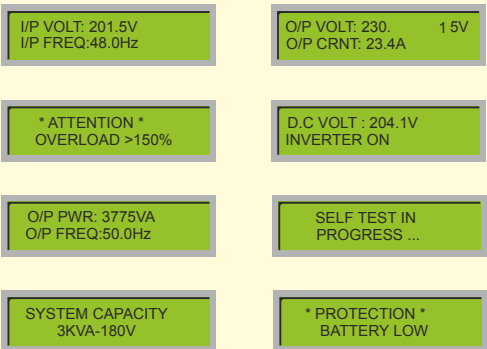 I/P VOLT: 201.5V
I/P FREQ:48.0Hz
O/P VOLT: 230. 1 5V
O/P CRNT: 23.4A
* ATTENTION *
OVERLOAD >150%
D.C VOLT : 204.1V
INVERTER ON
O/P PWR: 3775VA
O/P FREQ:50.0Hz
SELF TEST IN
PROGRESS ...
SYSTEM CAPACITY
3KVA-180V
* PROTECTION *
BATTERY LOW